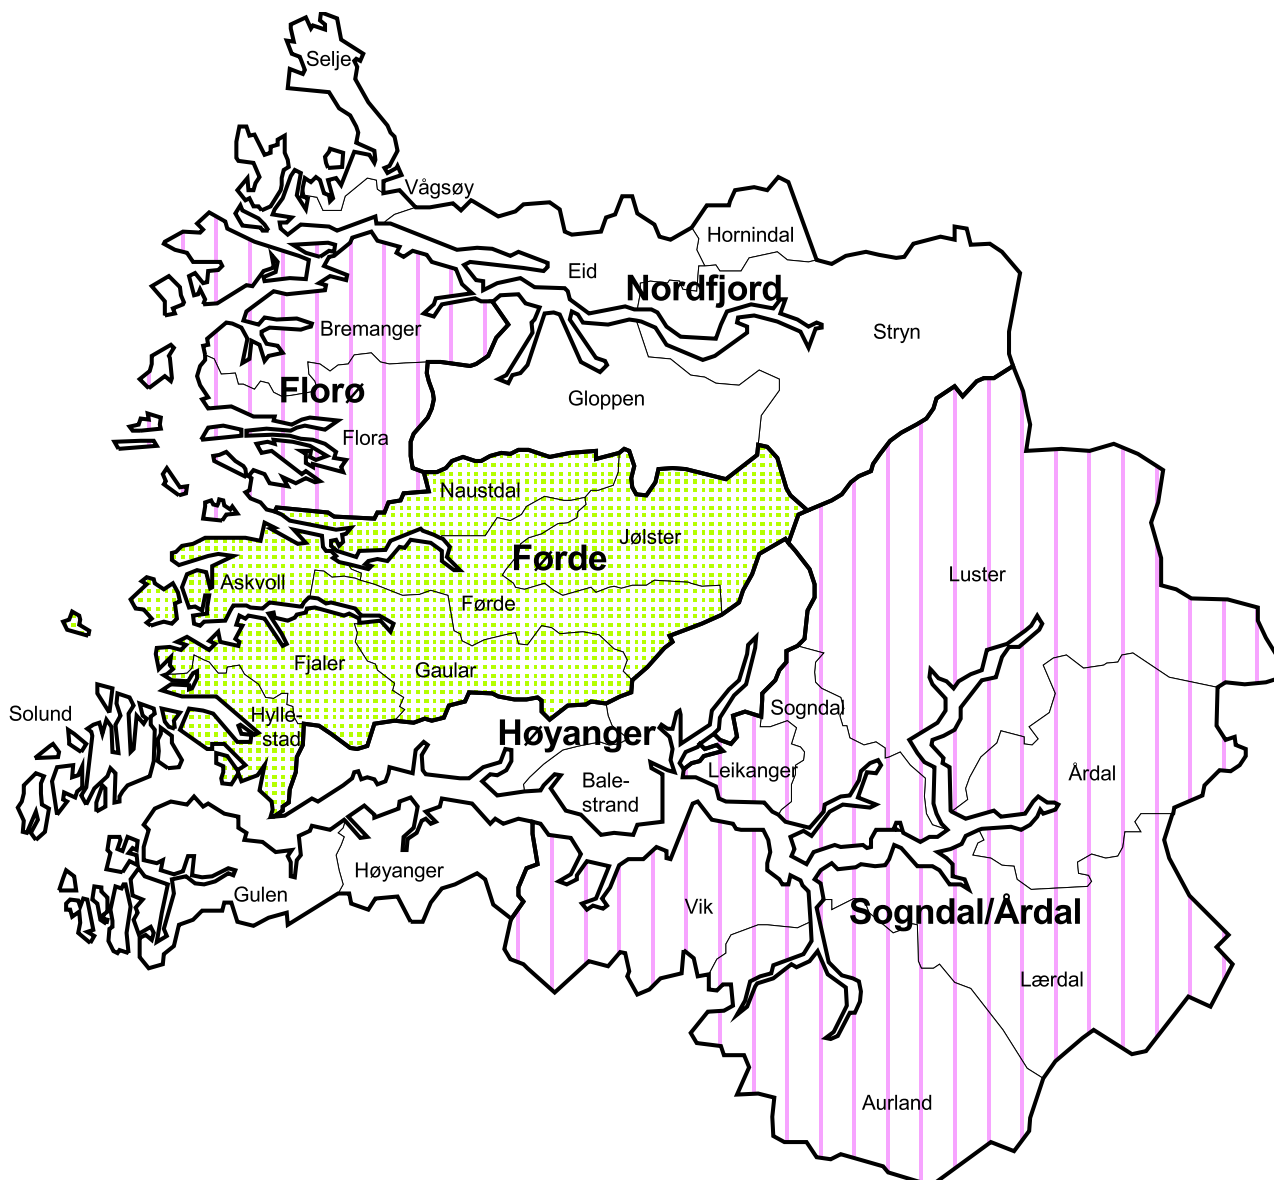 Selje
Vågsøy
Hornindal
Eid
Nordfjord
Bremanger
Stryn
Florø
Gloppen
Flora
Naustdal
Jølster
Førde
Askvoll
Luster
Førde
Fjaler
Gaular
Solund
Hylle-
stad
Sogndal
Høyanger
Leikanger
Bale-
strand
Årdal
Høyanger
Gulen
Vik
Sogndal/Årdal
Lærdal
Aurland